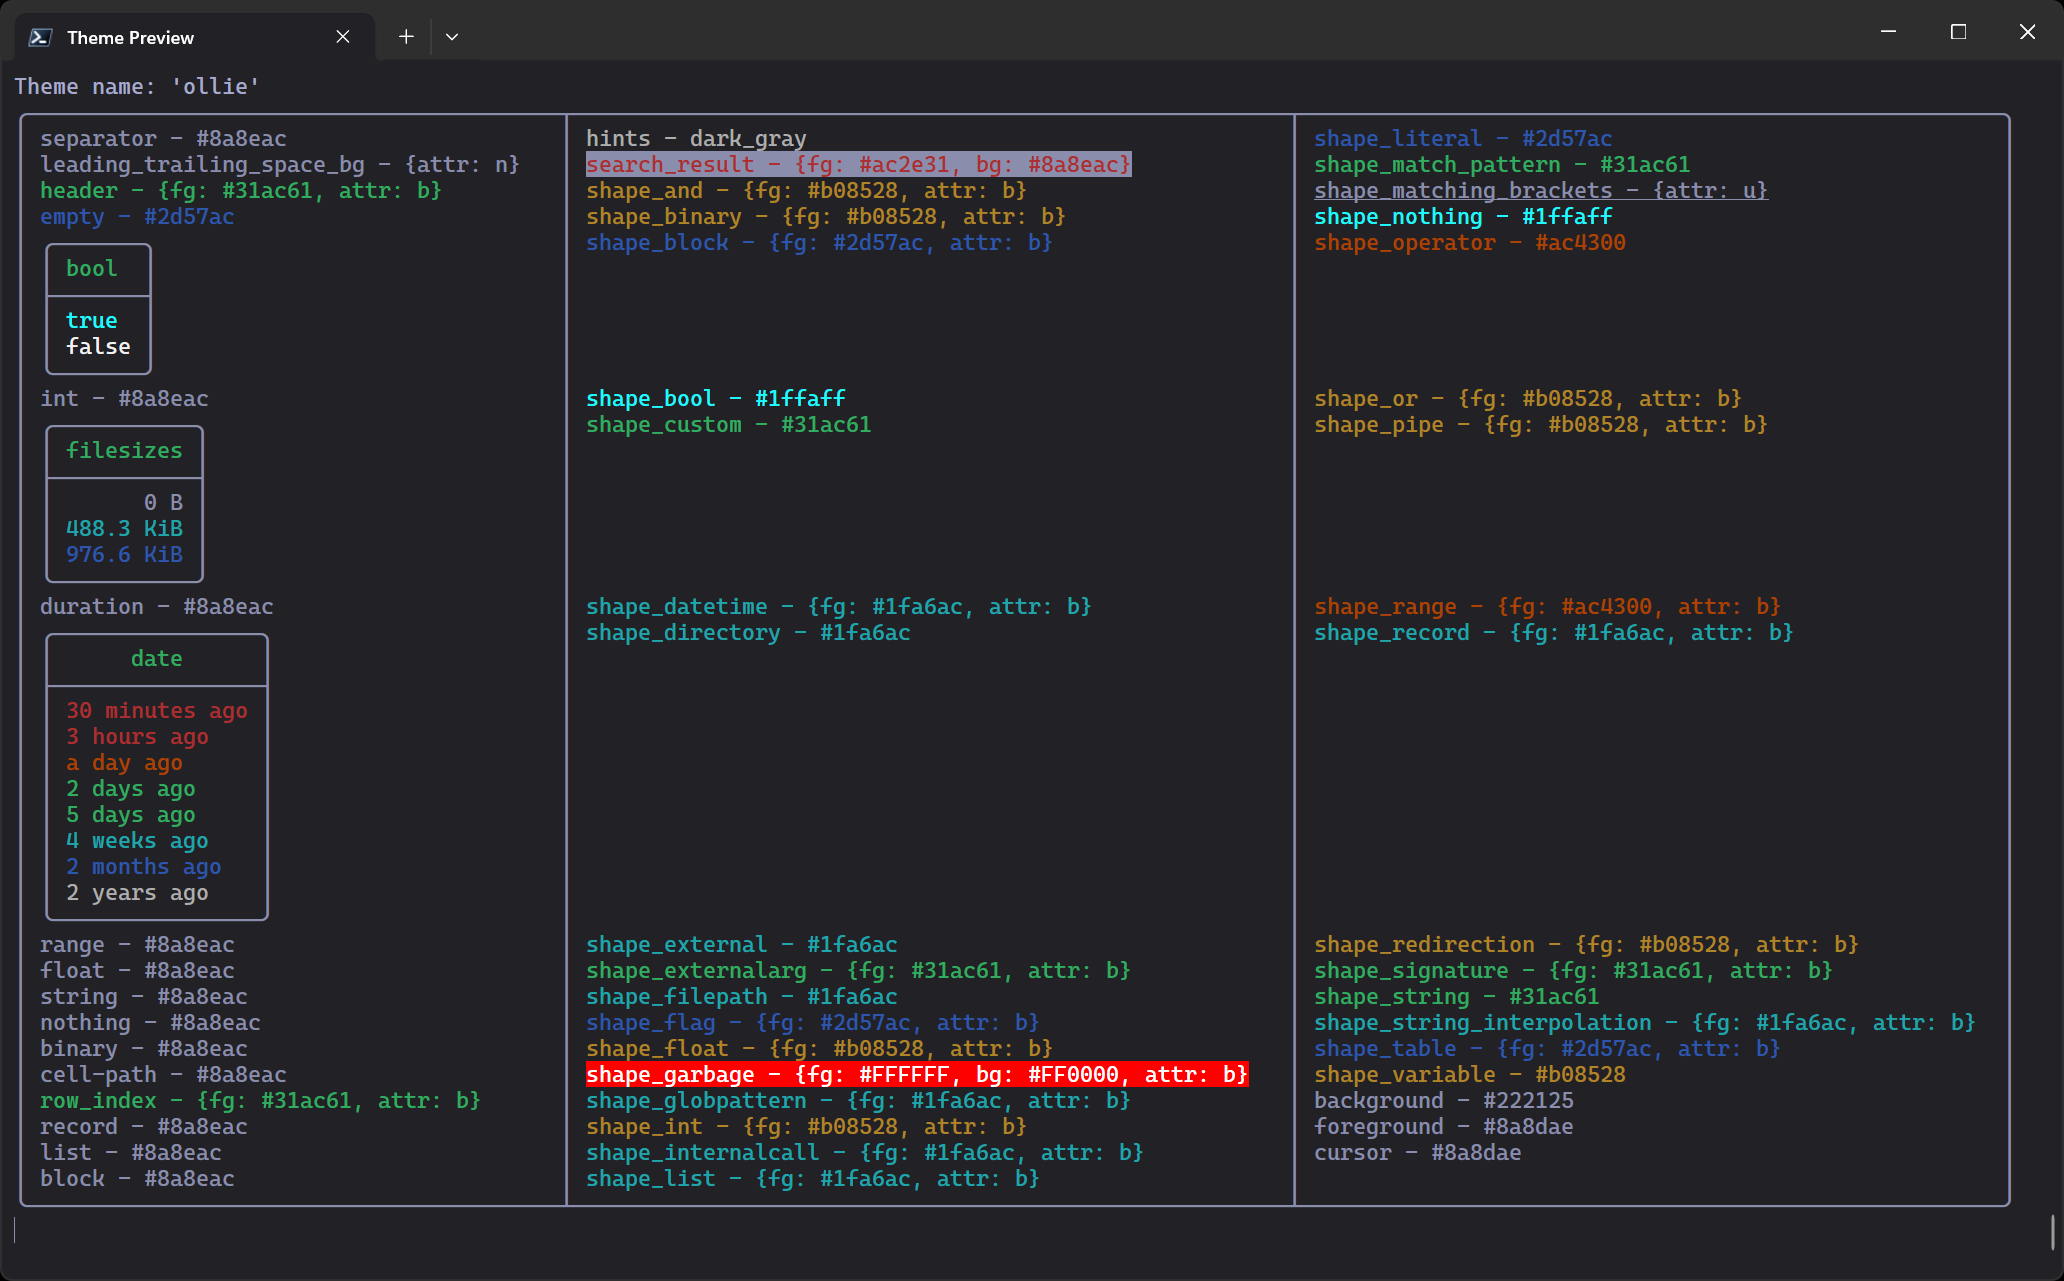 Theme Preview
Theme name: 'ollie'
separator - #8a8eac
leading_trailing_space_bg - {attr: n}
header - {fg: #31ac61, attr: b}
empty - #2d57ac
bool
true
false
int - #8a8eac
filesizes
0 B
488.3 KiB
976.6 KiB
duration - #8a8eac
date
30 minutes ago
3 hours ago
a day ago
2 days ago
5 days ago
4 weeks ago
2 months ago
2 years ago
range - #8a8eac
float - #8a8eac
string - #8a8eac
nothing - #8a8eac
binary - #8a8eac
cell-path - #8a8eac
row_index - {fg: #31ac61, attr: b}
record - #8a8eac
list - #8a8eac
block - #8a8eac
hints - dark_gray
search_result - {fg: #ac2e31, bg: #8a8eac}
shape_and - {fg: #b08528, attr: b}
shape_binary - {fg: #b08528, attr: b}
shape_block - {fg: #2d57ac, attr: b}
shape_bool - #1ffaff
shape_custom - #31ac61
shape_datetime - {fg: #1fa6ac, attr: b}
shape_directory - #1fa6ac
shape_external - #1fa6ac
shape_externalarg - {fg: #31ac61, attr: b}
shape_filepath - #1fa6ac
shape_flag - {fg: #2d57ac, attr: b}
shape_float - {fg: #b08528, attr: b}
shape_garbage - {fg: #FFFFFF, bg: #FF0000, attr: b}
shape_globpattern - {fg: #1fa6ac, attr: b}
shape_int - {fg: #b08528, attr: b}
shape_internalcall - {fg: #1fa6ac, attr: b}
shape_list - {fg: #1fa6ac, attr: b}
shape_literal - #2d57ac
shape_match_pattern - #31ac61
shape_matching_brackets - {attr: u}
shape_nothing - #1ffaff
shape_operator - #ac4300
shape_or - {fg: #b08528, attr: b}
shape_pipe - {fg: #b08528, attr: b}
shape_range - {fg: #ac4300, attr: b}
shape_record - {fg: #1fa6ac, attr: b}
shape_redirection - {fg: #b08528, attr: b}
shape_signature - {fg: #31ac61, attr: b}
shape_string - #31ac61
shape_string_interpolation - {fg: #1fa6ac, attr: b}
shape_table - {fg: #2d57ac, attr: b}
shape_variable - #b08528
background - #222125
foreground - #8a8dae
cursor - #8a8dae